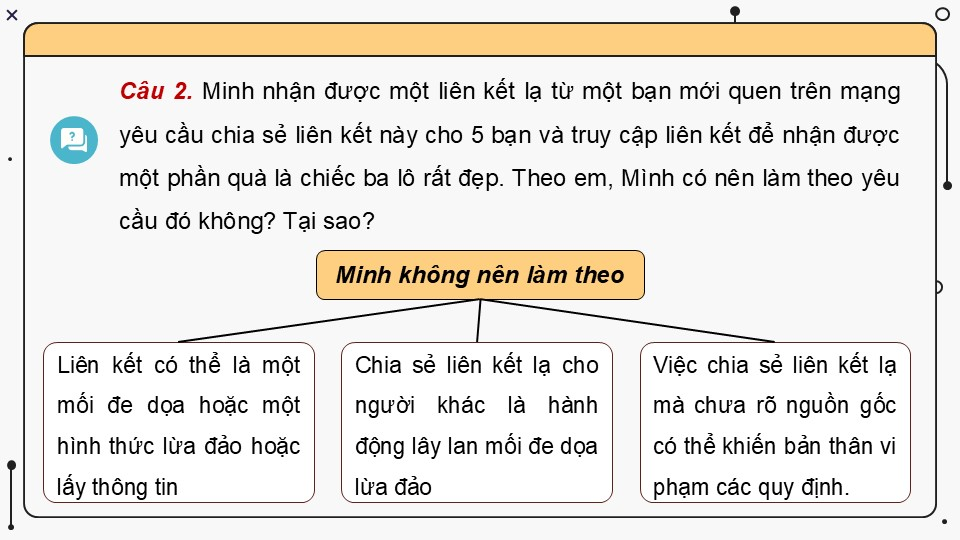 Câu 2. Minh nhận được một liên kết lạ từ một bạn mới quen trên mạng
yêu cầu chia sẻ liên kết này cho 5 bạn và truy cập liên kết để nhận được
một phần quà là chiếc ba lô rất đẹp. Theo em, Mình có nên làm theo yêu
cầu đó không? Tại sao?
Minh không nên làm theo
Liên kết có thể là một
mối đe dọa hoặc một
hình thức lừa đảo hoặc
lấy thông tin
Chia sẻ liên kết lạ cho
người khác là hành
động lây lan mối đe dọa
lừa đảo
Việc chia sẻ liên kết lạ
mà chưa rõ nguồn gốc
có thể khiến bản thân vi
phạm các quy định.